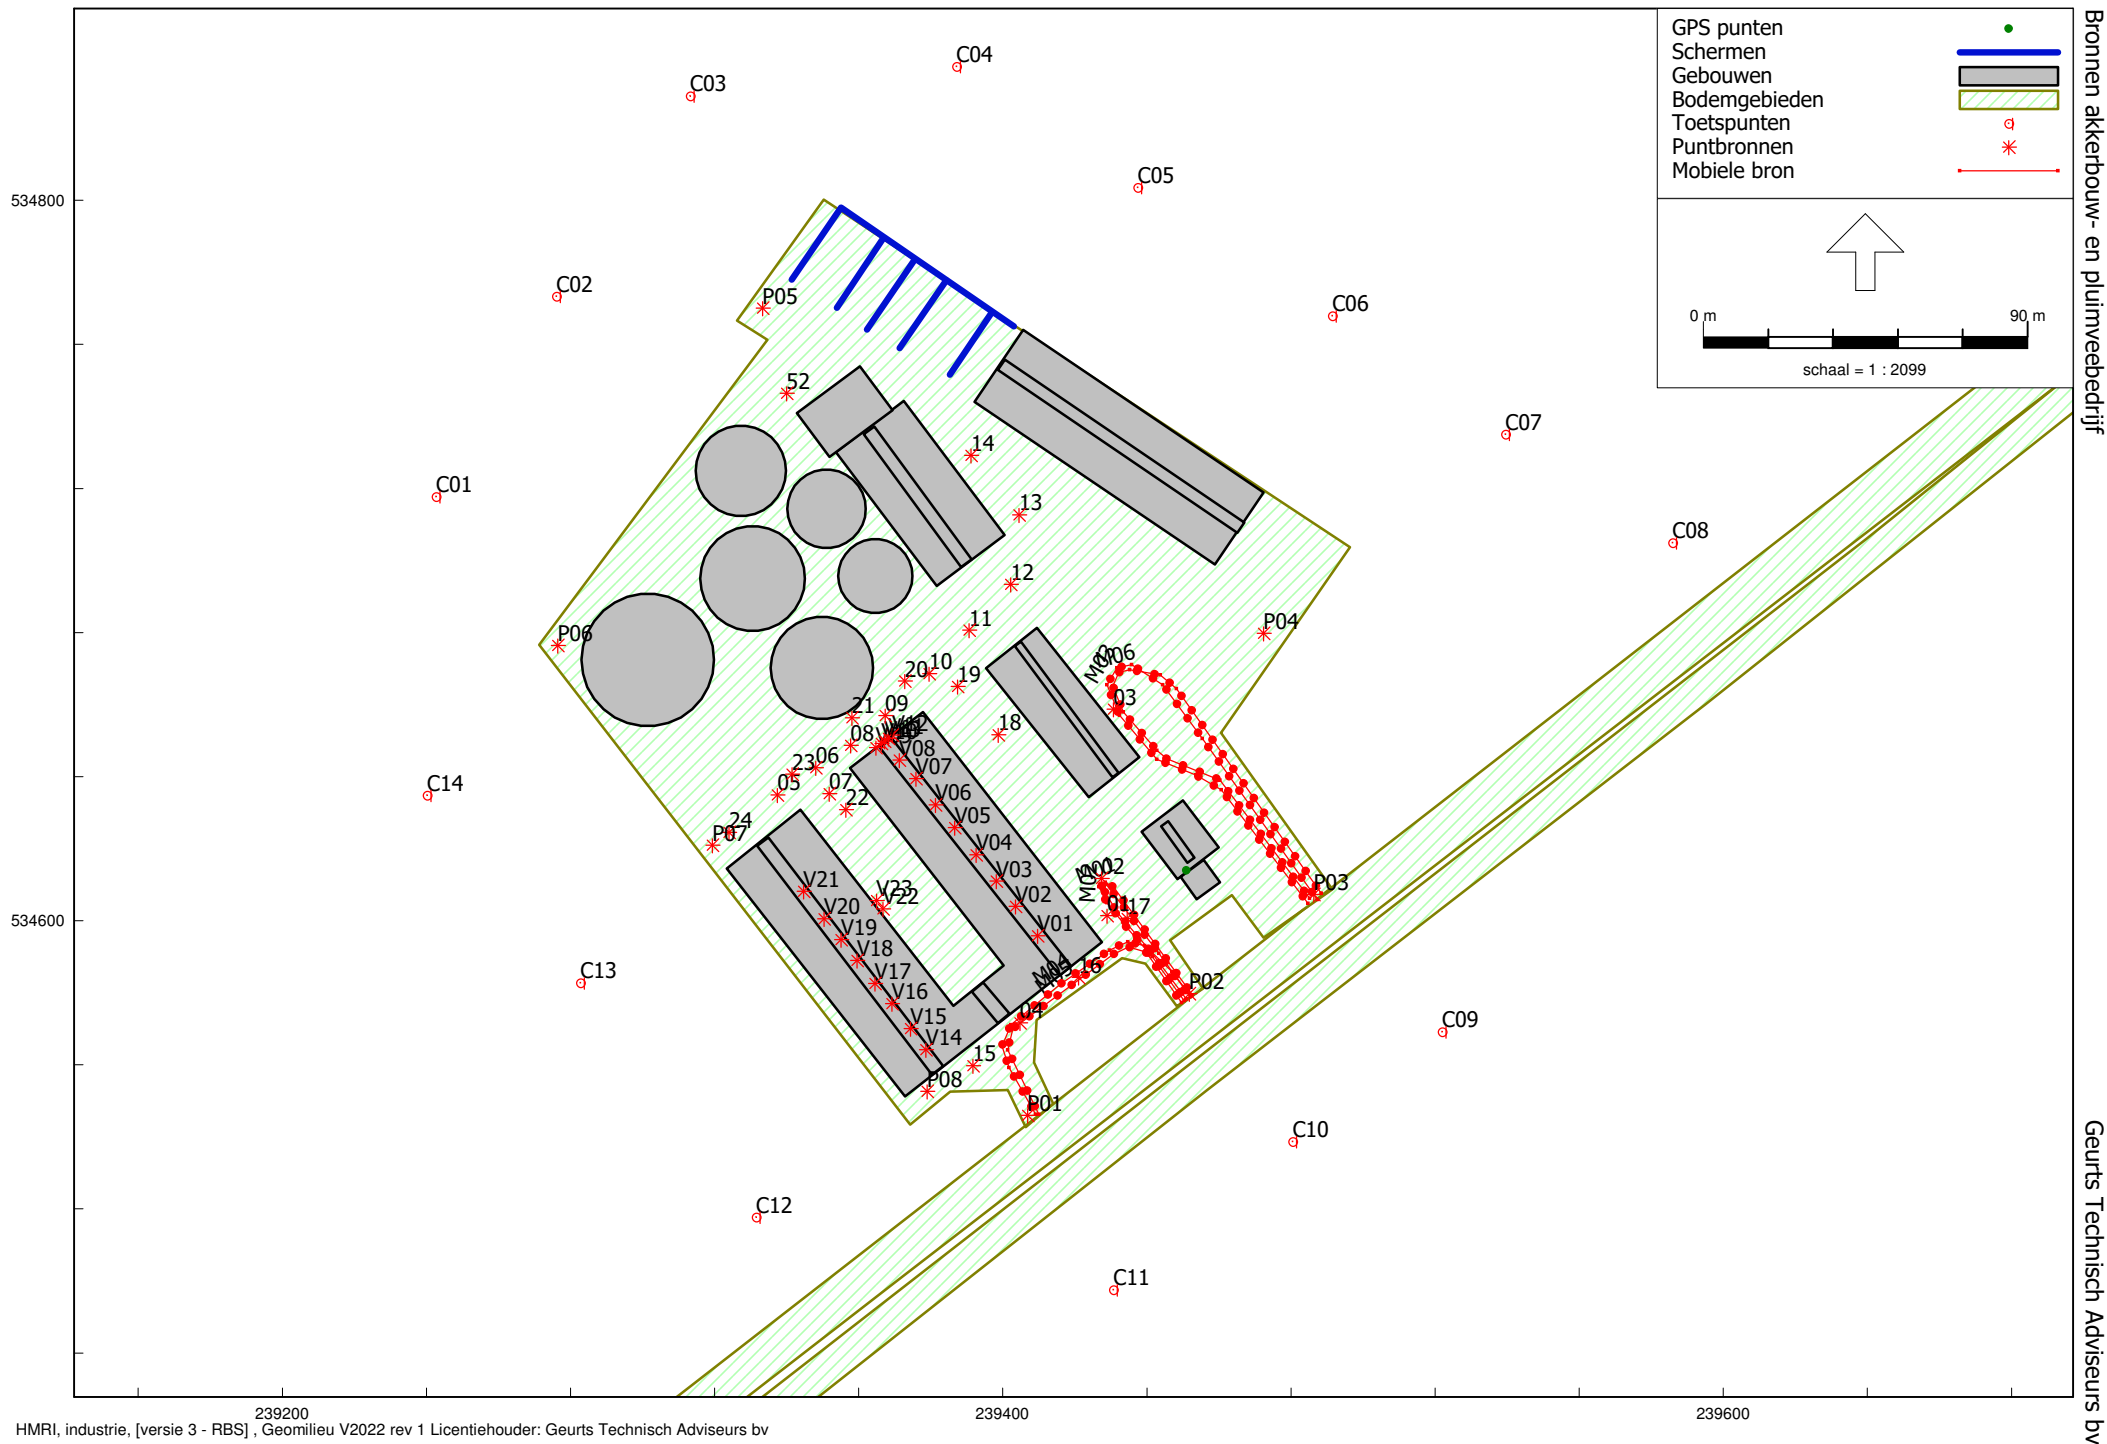 GPS punten
Schermen
Gebouwen
Bodemgebieden
Toetspunten
Puntbronnen
Mobiele bron
0 m
90 m
schaal = 1 : 2099
Bronnen akkerbouw- en pluimveebedrijf
Geurts Technisch Adviseurs bv
C04
C03
C05
534800
C02
P05
C06
52
C07
14
C01
13
C08
12
11
P04
P06
M06
20
10
19
03
21
09
18
08
V08
06
23
V07
C14
05
07
22
V06
V05
24
P07
V04
V03
V21
V23
V22
V02
V20
01
17
P03
534600
V19
V01
V18
V17
16
C13
P02
V16
04
V15
C09
V14
15
P08
P01
C10
C12
C11
239200
239400
239600
HMRI, industrie, [versie 3 - RBS] , Geomilieu V2022 rev 1 Licentiehouder: Geurts Technisch Adviseurs bv